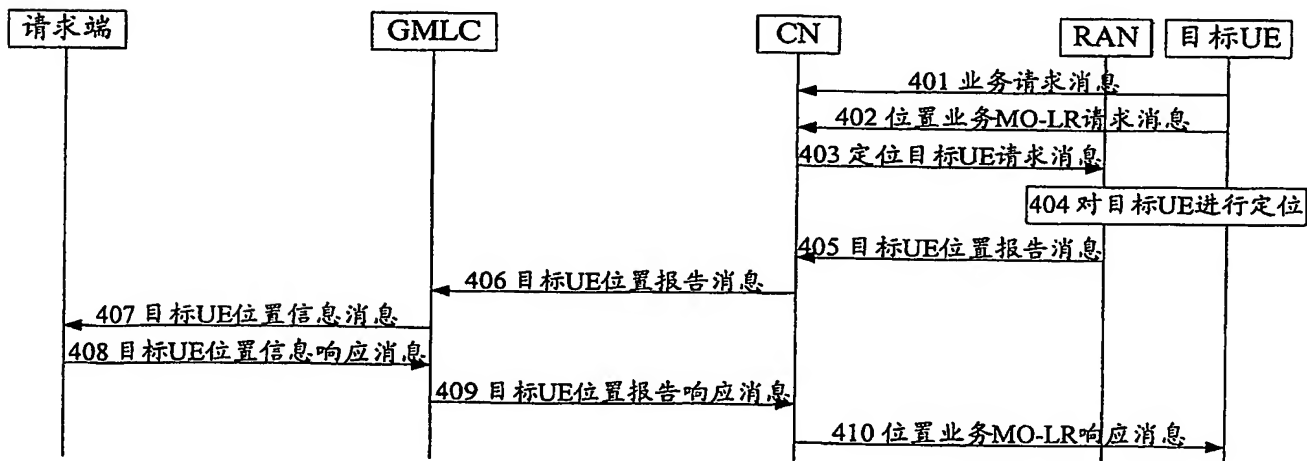 请求端
GMLC
CN
RAN
目标UE
401 业务请求消息
402 位置业务MO-LR请求消息
403 定位目标UE请求消息
404 对目标UE进行定位
405 目标UE位置报告消息
406 目标UE位置报告消息
407 目标UE位置信息消息
408 目标UE位置信息响应消息
409 目标UE位置报告响应消息
410 位置业务MO-LR响应消息